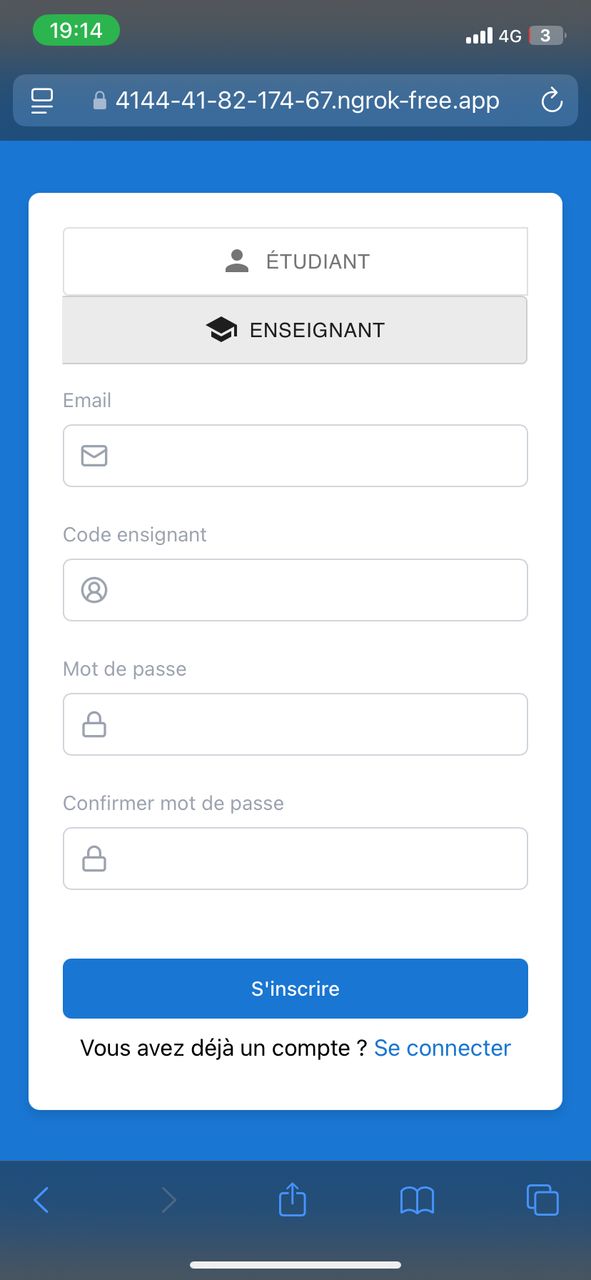 19:14
4G 3
4144-41-82-174-67.ngrok-free.app
ÉTUDIANT
ENSEIGNANT
Email
Code ensignant
Mot de passe
Confirmer mot de passe
S'inscrire
Vous avez déjà un compte ? Se connecter